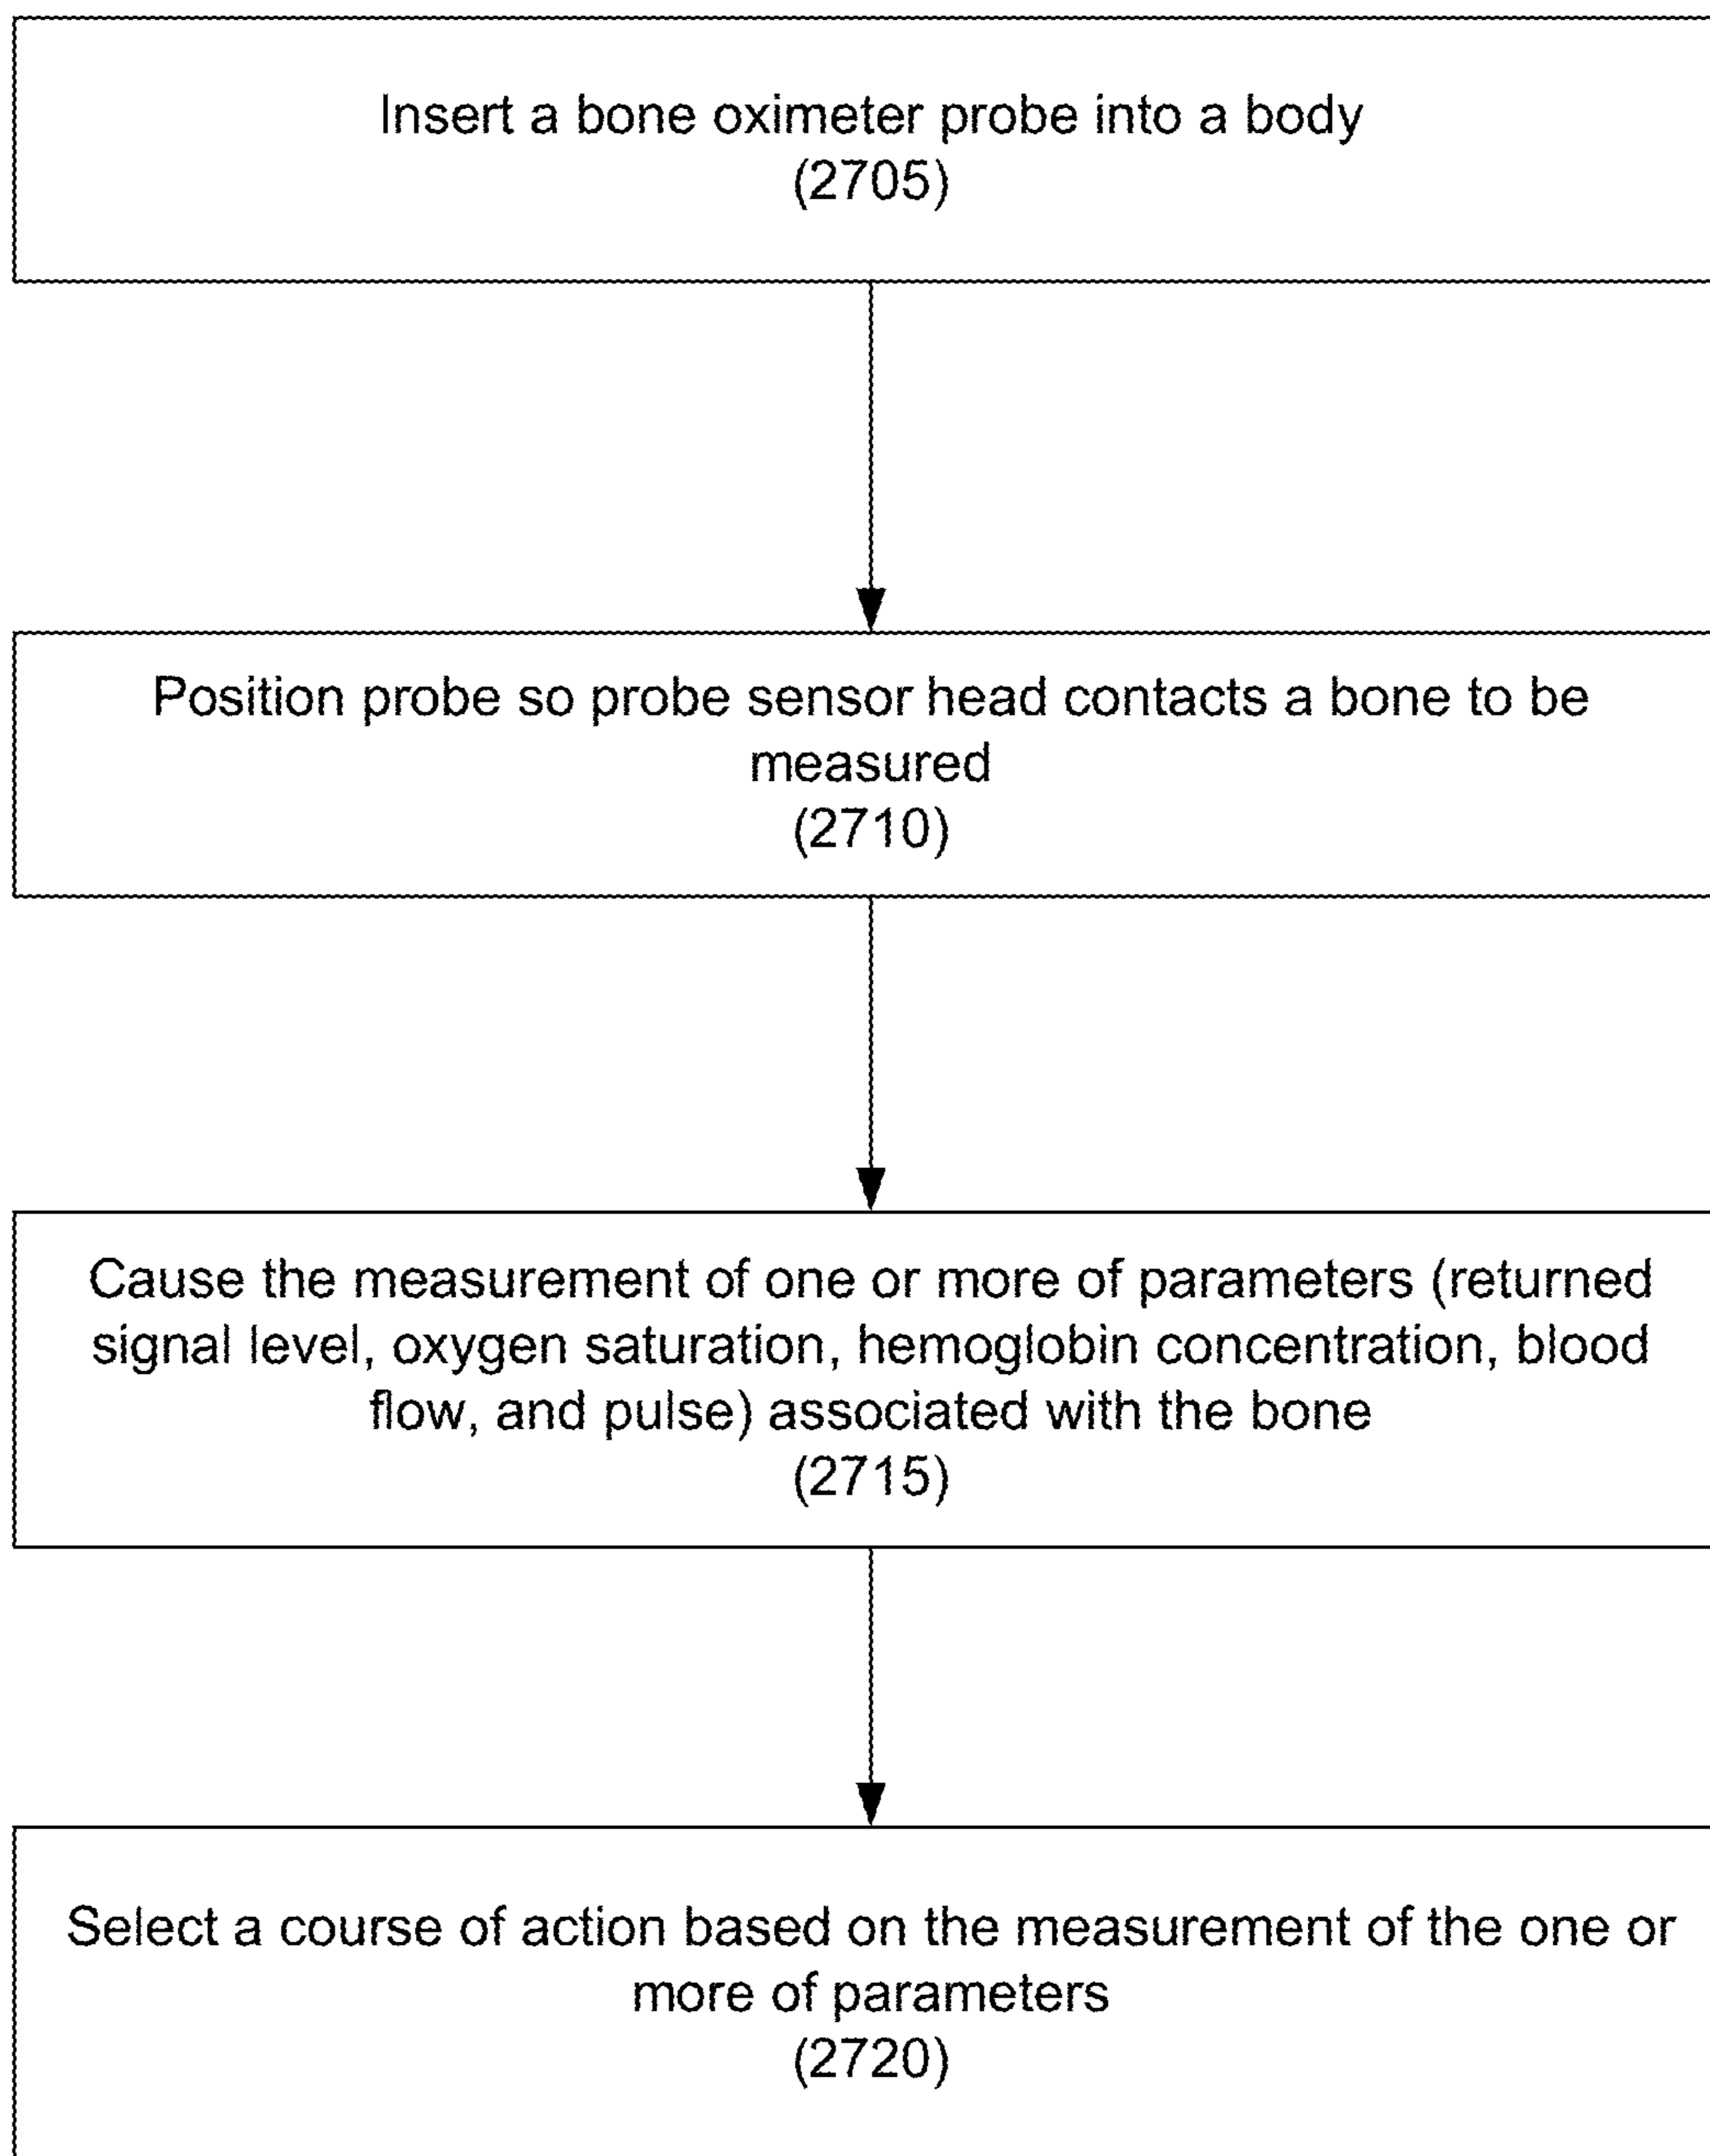 Insert a bone oximeter probe into a body
(2705)
Position probe so probe sensor head contacts a bone to be
measured
(2710)
Cause the measurement of one or more of parameters (returned
signal level, oxygen saturation, hemoglobin concentration, blood
flow, and pulse) associated with the bone
(2715)
Select a course of action based on the measurement of the one or
more of parameters
(2720)